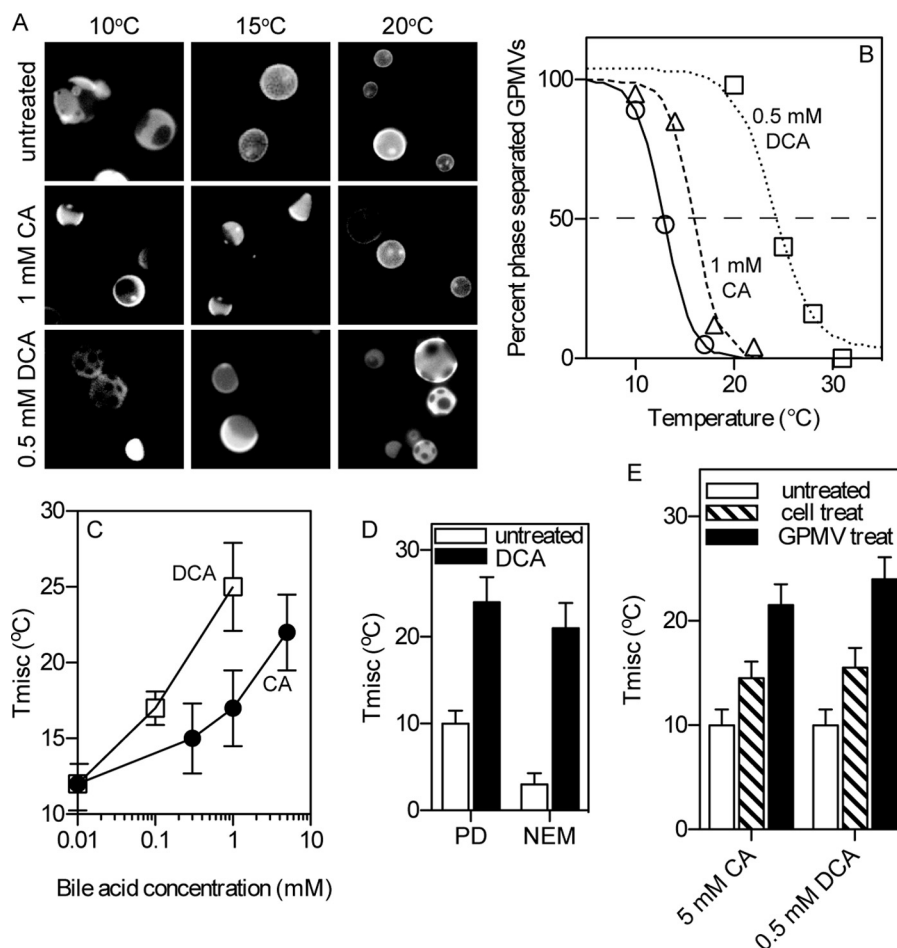 A
10°C 15°C 20°C
untreated
1 mM CA
0.5 mM DCA
B
Percent phase separated GPMVs
100
50
0
0.5 mM
DCA
1 mM
CA
10 20 30
Temperature (°C)
C
Tmisc (ºC)
30
25
20
15
10
DCA
CA
0.01 0.1 1 10
Bile acid concentration (mM)
D
untreated
DCA
Tmisc (ºC)
30
20
10
0
PD NEM
E
untreated
cell treat
GPMV treat
Tmisc (ºC)
30
20
10
0
5 mM CA
0.5 mM DCA